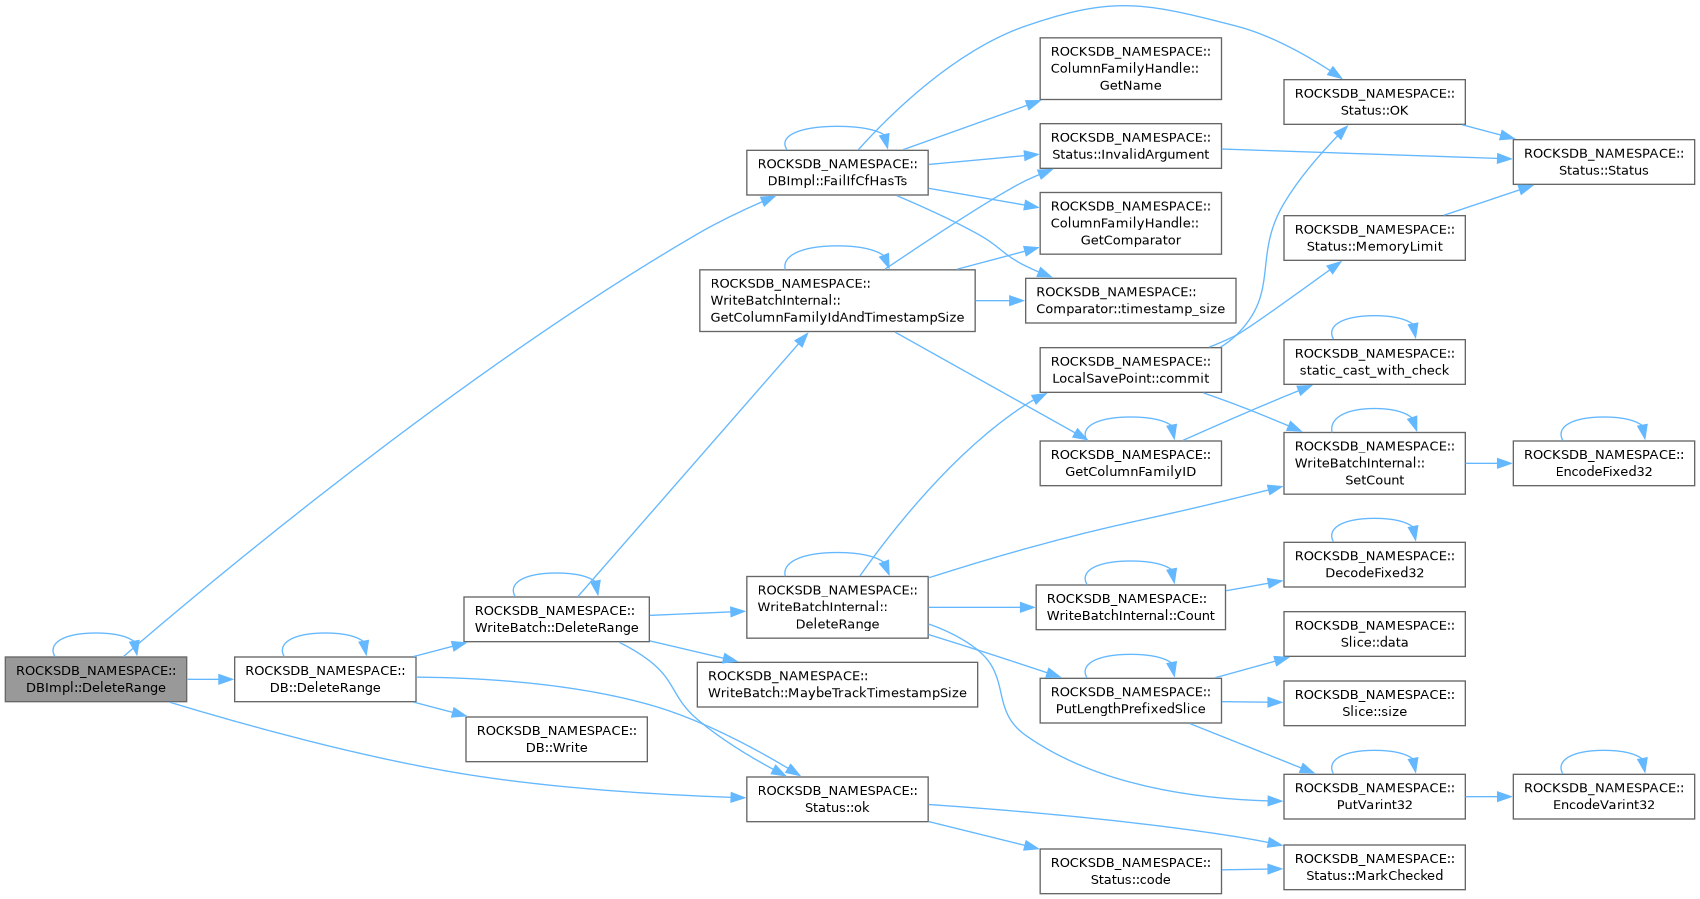 ROCKSDB_NAMESPACE::
DBImpl::DeleteRange
ROCKSDB_NAMESPACE::
DB::DeleteRange
ROCKSDB_NAMESPACE::
WriteBatch::DeleteRange
ROCKSDB_NAMESPACE::
DB::Write
ROCKSDB_NAMESPACE::
DBImpl::FailIfCfHasTs
ROCKSDB_NAMESPACE::
WriteBatchInternal::
GetColumnFamilyIdAndTimestampSize
ROCKSDB_NAMESPACE::
WriteBatchInternal::
DeleteRange
ROCKSDB_NAMESPACE::
WriteBatch::MaybeTrackTimestampSize
ROCKSDB_NAMESPACE::
Status::ok
ROCKSDB_NAMESPACE::
ColumnFamilyHandle::
GetName
ROCKSDB_NAMESPACE::
Status::InvalidArgument
ROCKSDB_NAMESPACE::
ColumnFamilyHandle::
GetComparator
ROCKSDB_NAMESPACE::
Comparator::timestamp_size
ROCKSDB_NAMESPACE::
LocalSavePoint::commit
ROCKSDB_NAMESPACE::
GetColumnFamilyID
ROCKSDB_NAMESPACE::
WriteBatchInternal::Count
ROCKSDB_NAMESPACE::
PutLengthPrefixedSlice
ROCKSDB_NAMESPACE::
Status::code
ROCKSDB_NAMESPACE::
Status::OK
ROCKSDB_NAMESPACE::
Status::MemoryLimit
ROCKSDB_NAMESPACE::
static_cast_with_check
ROCKSDB_NAMESPACE::
WriteBatchInternal::
SetCount
ROCKSDB_NAMESPACE::
DecodeFixed32
ROCKSDB_NAMESPACE::
Slice::data
ROCKSDB_NAMESPACE::
Slice::size
ROCKSDB_NAMESPACE::
PutVarint32
ROCKSDB_NAMESPACE::
Status::MarkChecked
ROCKSDB_NAMESPACE::
Status::Status
ROCKSDB_NAMESPACE::
EncodeFixed32
ROCKSDB_NAMESPACE::
EncodeVarint32